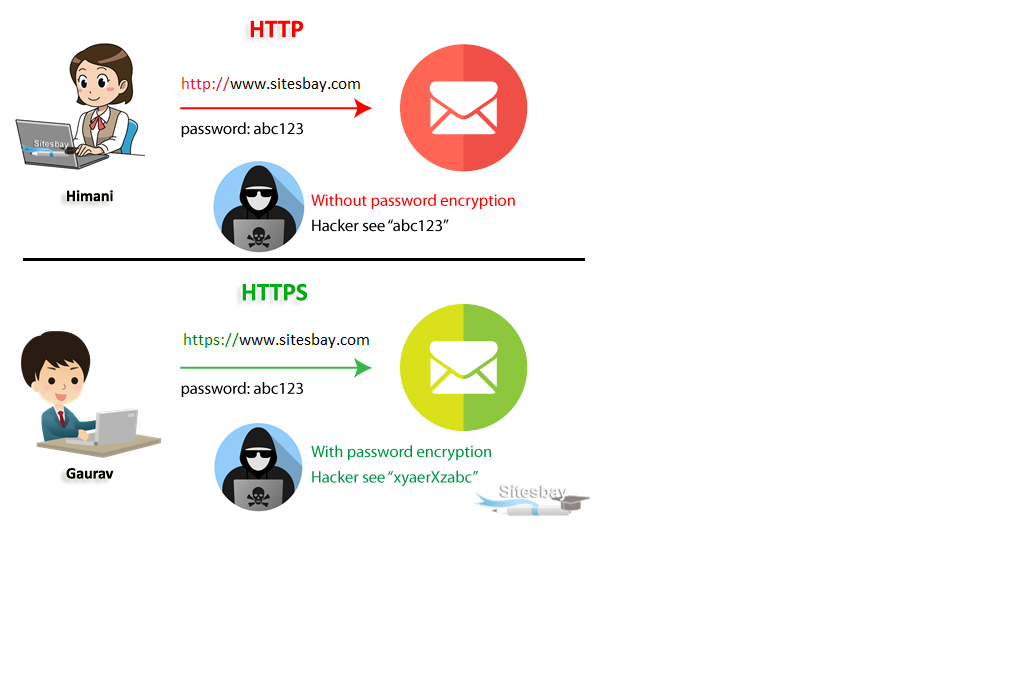 HTTP
http://www.sitesbay.com
password: abc123
Sitesbay
Himani
Without password encryption
Hacker see “abc123”
HTTPS
https://www.sitesbay.com
password: abc123
Gaurav
With password encryption
Hacker see “xyaerXzabc”
Sitesbay